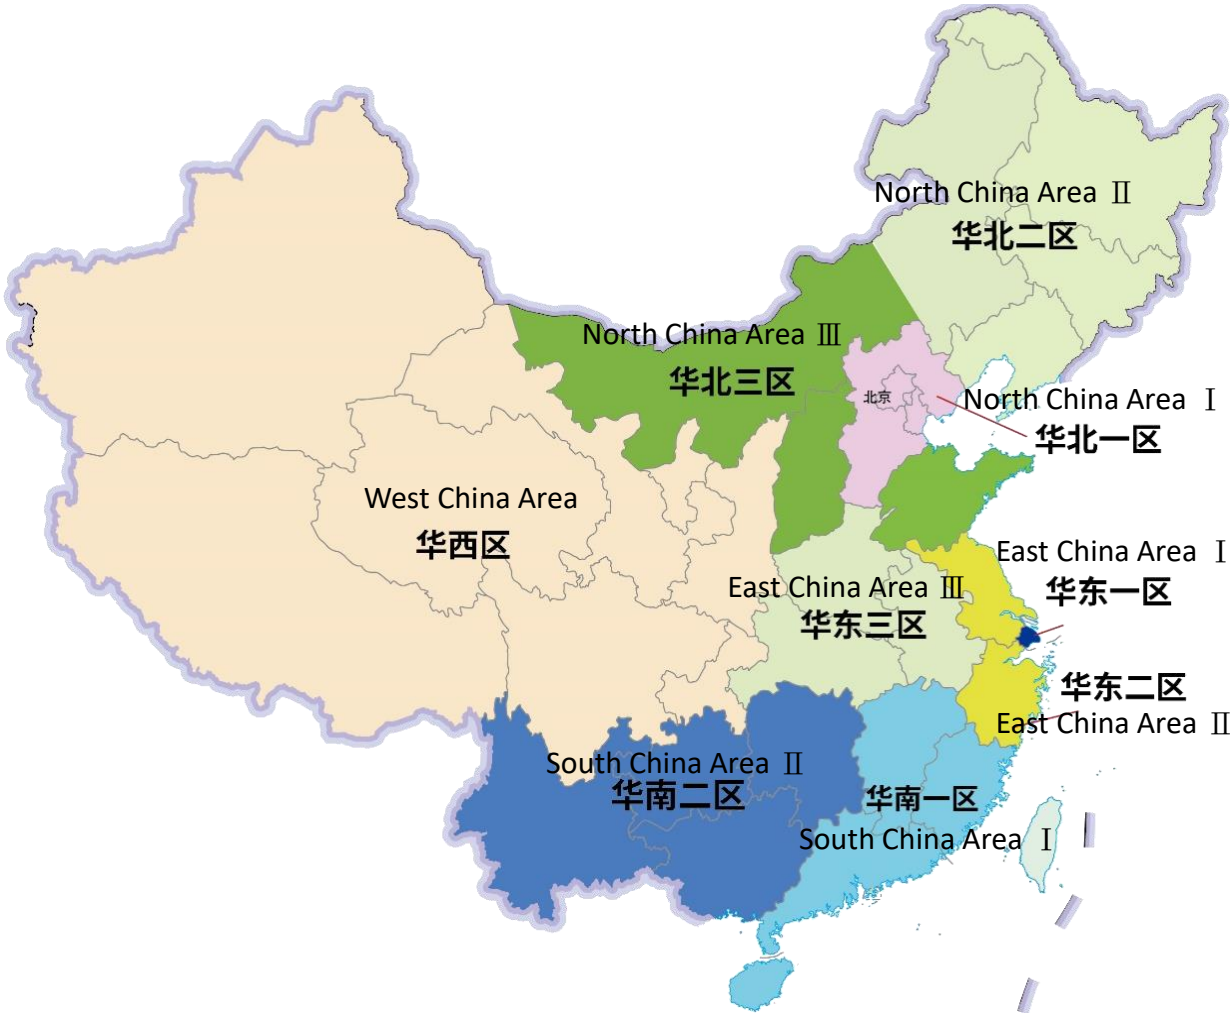 North China Area Ⅱ
华北二区
North China Area Ⅲ
华北三区
北京
North China Area Ⅰ
华北一区
West China Area
华西区
East China Area Ⅰ
华东一区
East China Area Ⅲ
华东三区
华东二区
East China Area Ⅱ
South China Area Ⅱ
华南二区
华南一区
South China Area Ⅰ